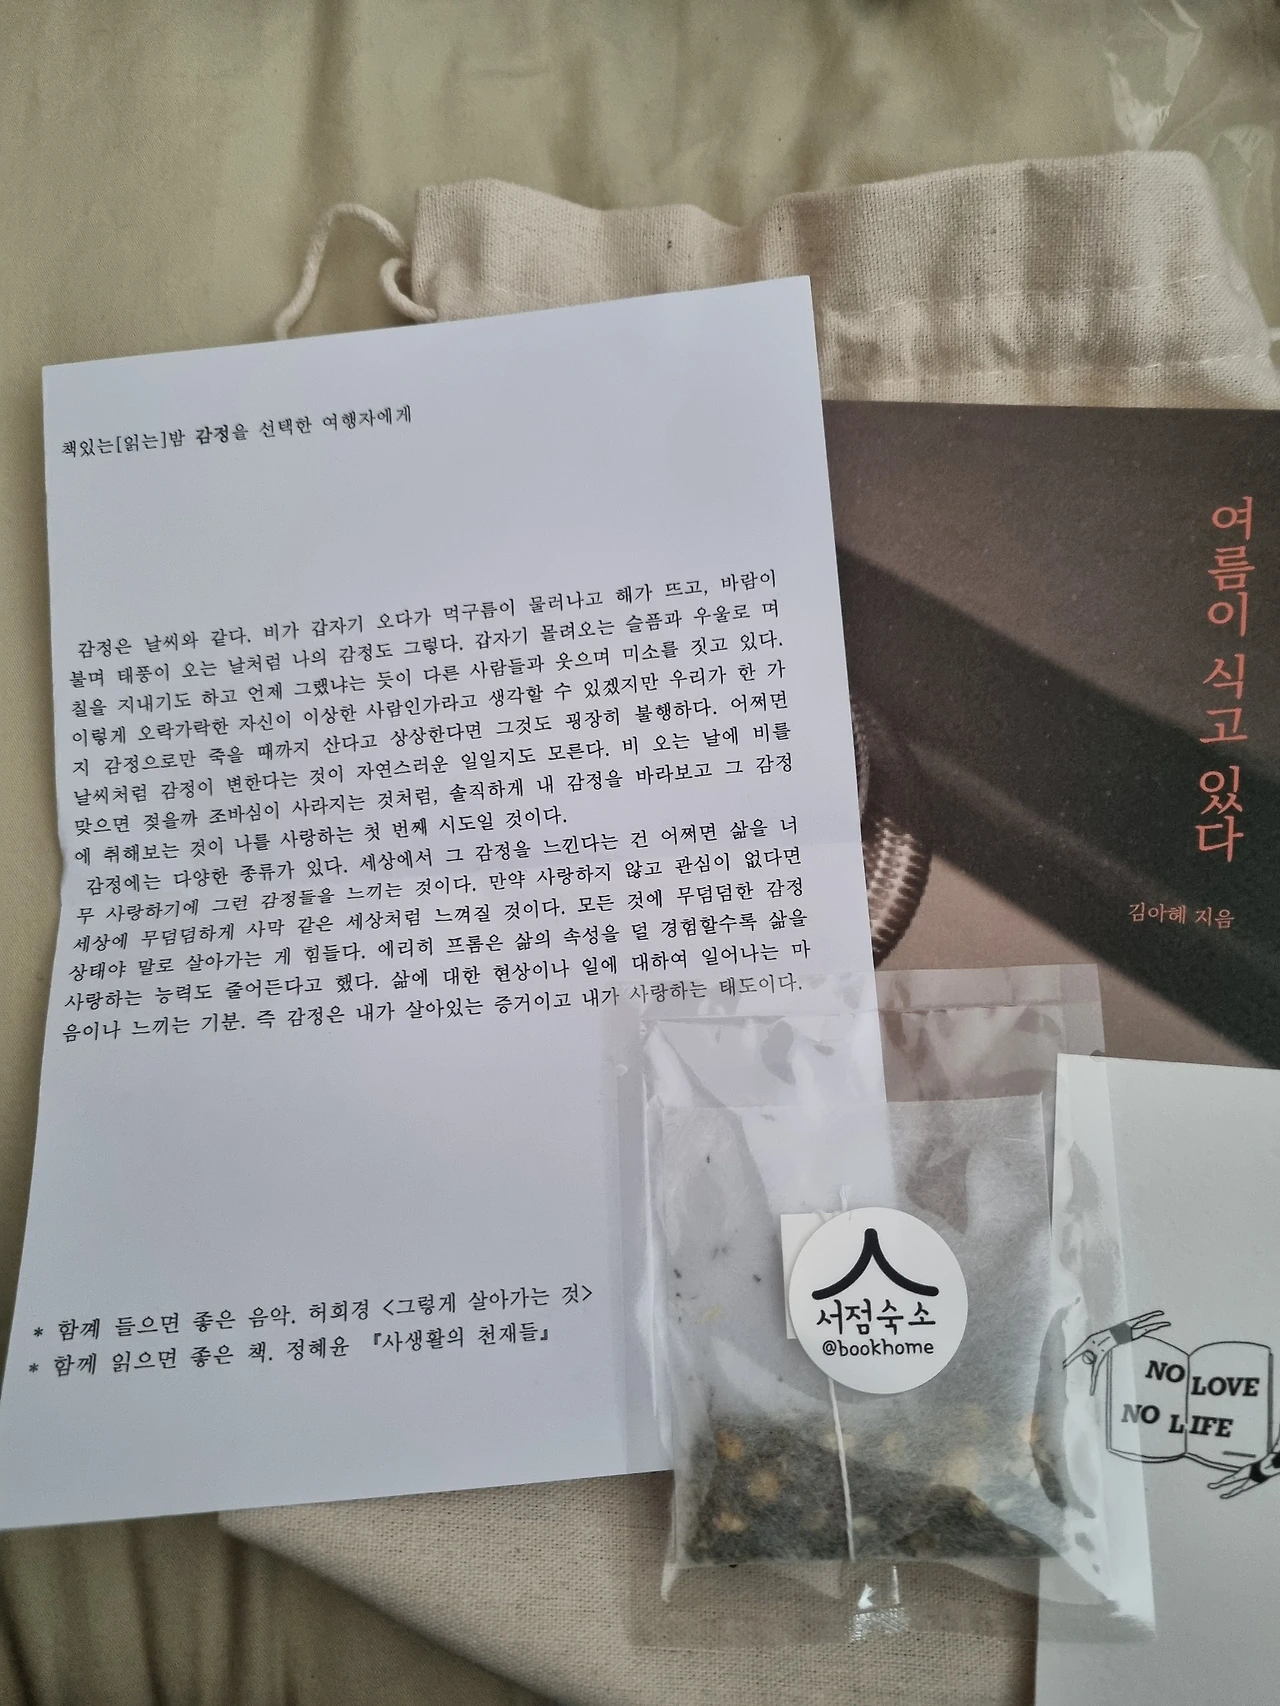 책있는[읽는]밤 감정을 선택한 여행자에게
감정은 날씨와 같다. 비가 갑자기 오다가 먹구름이 물러나고 해가 뜨고, 바람이
불며 태풍이 오는 날처럼 나의 감정도 그렇다. 갑자기 몰려오는 슬픔과 우울로 며
칠을 지내기도 하고 언제 그랬냐는 듯이 다른 사람들과 웃으며 미소를 짓고 있다.
이렇게 오락가락한 자신이 이상한 사람인가라고 생각할 수 있겠지만 우리가 한 가
지 감정으로만 죽을 때까지 산다고 상상한다면 그것도 굉장히 불행하다. 어쩌면
날씨처럼 감정이 변한다는 것이 자연스러운 일일지도 모른다. 비 오는 날에 비를
맞으면 젖을까 조바심이 사라지는 것처럼, 솔직하게 내 감정을 바라보고 그 감정
에 취해보는 것이 나를 사랑하는 첫 번째 시도일 것이다.
감정에는 다양한 종류가 있다. 세상에서 그 감정을 느낀다는 건 어쩌면 삶을 너
무 사랑하기에 그런 감정들을 느끼는 것이다. 만약 사랑하지 않고 관심이 없다면
세상에 무덤덤하게 사막 같은 세상처럼 느껴질 것이다. 모든 것에 무덤덤한 감정
상태야 말로 살아가는 게 힘들다. 에리히 프롬은 삶의 속성을 덜 경험할수록 삶을
사랑하는 능력도 줄어든다고 했다. 삶에 대한 현상이나 일에 대하여 일어나는 마
음이나 느끼는 기분. 즉 감정은 내가 살아있는 증거이고 내가 사랑하는 태도이다.
* 함께 들으면 좋은 음악. 허회경 <그렇게 살아가는 것>
* 함께 읽으면 좋은 책. 정혜윤 『사생활의 천재들』
여름이 식고 있다
김아혜 지음
서점숙소
@bookhome
NO LOVE
NO LIFE